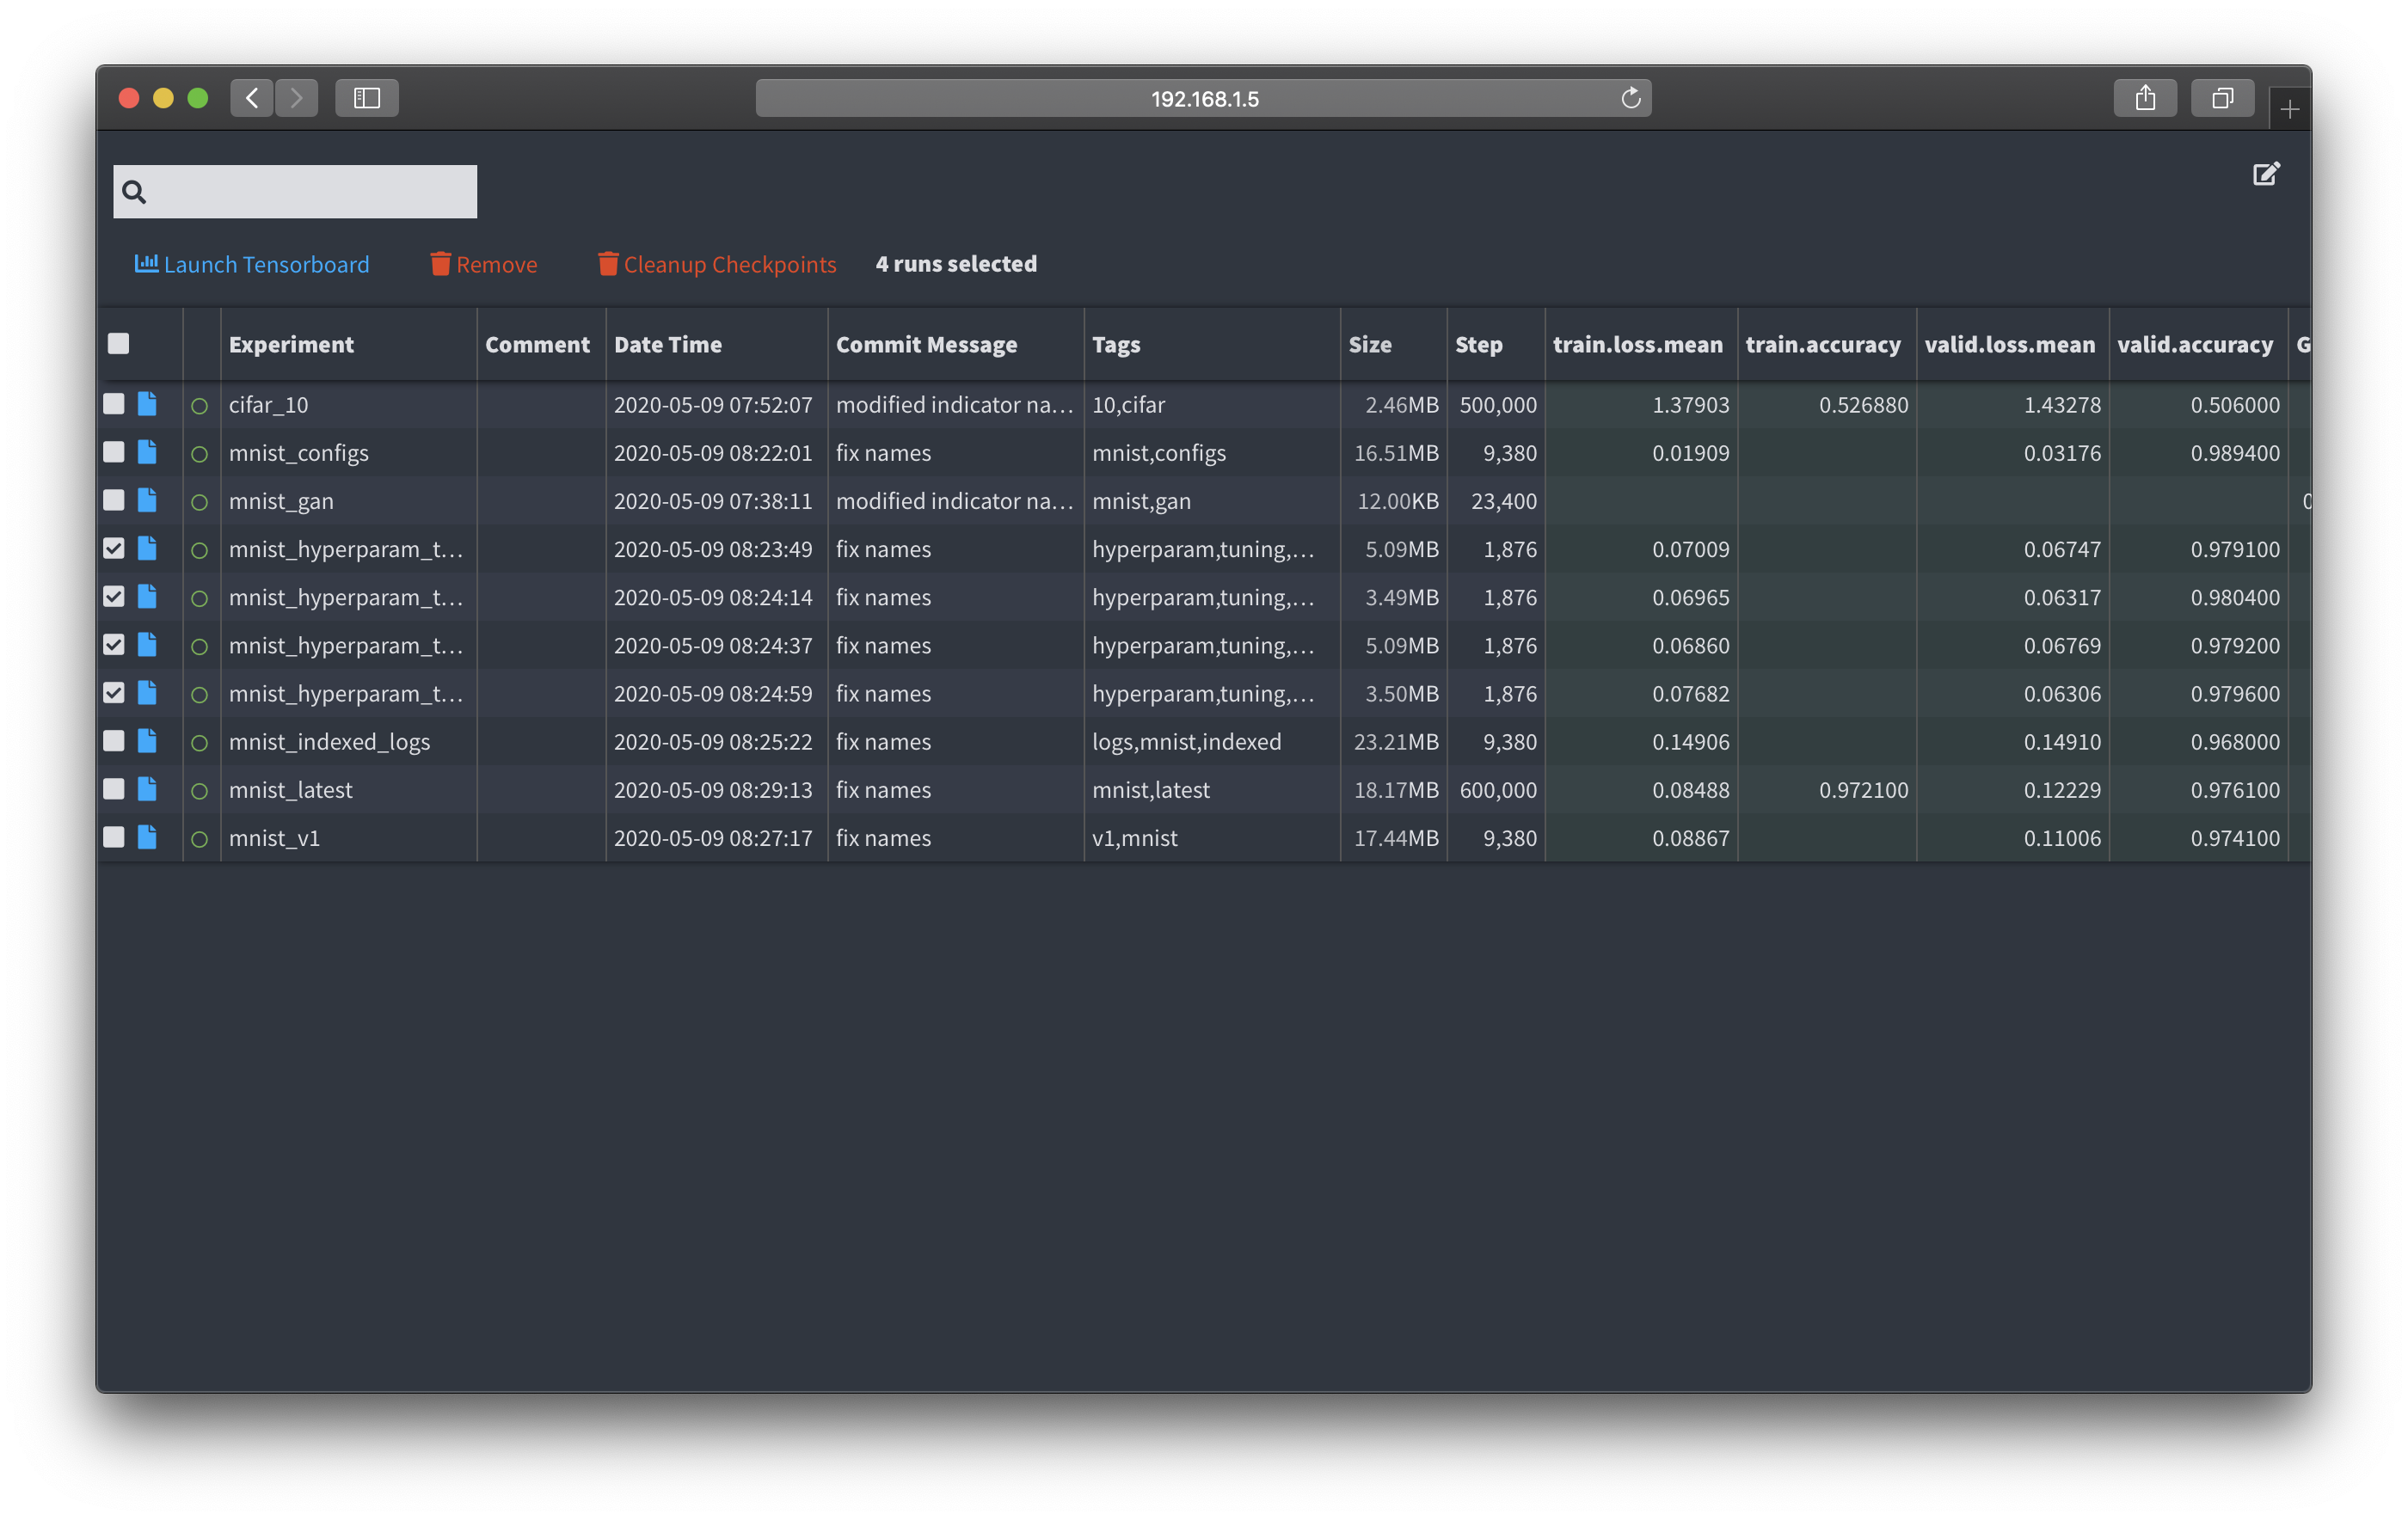 192.168.1.5
Launch Tensorboard Remove Cleanup Checkpoints 4 runs selected
Experiment Comment Date Time Commit Message Tags Size Step train.loss.mean train.accuracy valid.loss.mean valid.accuracy G
cifar_10 2020-05-09 07:52:07 modified indicator na... 10,cifar 2.46MB 500,000 1.37903 0.526880 1.43278 0.506000
mnist_configs 2020-05-09 08:22:01 fix names mnist,configs 16.51MB 9,380 0.01909 0.03176 0.989400
mnist_gan 2020-05-09 07:38:11 modified indicator na... mnist,gan 12.00KB 23,400 0
mnist_hyperparam_t... 2020-05-09 08:23:49 fix names hyperparam,tuning,... 5.09MB 1,876 0.07009 0.06747 0.979100
mnist_hyperparam_t... 2020-05-09 08:24:14 fix names hyperparam,tuning,... 3.49MB 1,876 0.06965 0.06317 0.980400
mnist_hyperparam_t... 2020-05-09 08:24:37 fix names hyperparam,tuning,... 5.09MB 1,876 0.06860 0.06769 0.979200
mnist_hyperparam_t... 2020-05-09 08:24:59 fix names hyperparam,tuning,... 3.50MB 1,876 0.07682 0.06306 0.979600
mnist_indexed_logs 2020-05-09 08:25:22 fix names logs,mnist,indexed 23.21MB 9,380 0.14906 0.14910 0.968000
mnist_latest 2020-05-09 08:29:13 fix names mnist,latest 18.17MB 600,000 0.08488 0.972100 0.12229 0.976100
mnist_v1 2020-05-09 08:27:17 fix names v1,mnist 17.44MB 9,380 0.08867 0.11006 0.974100